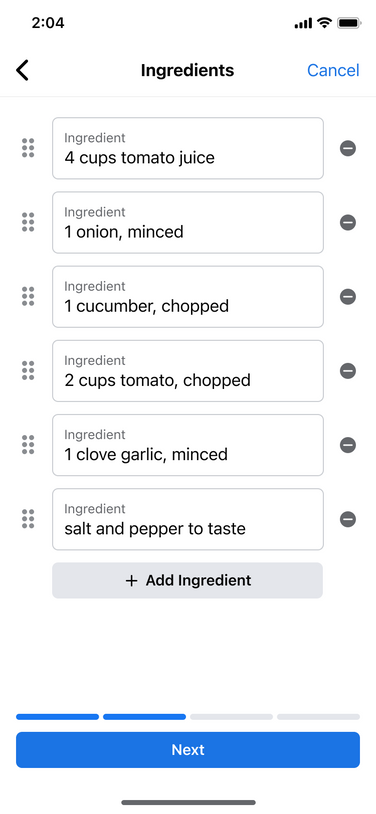 2:04
Ingredients
Cancel
Ingredient
4 cups tomato juice
Ingredient
1 onion, minced
Ingredient
1 cucumber, chopped
Ingredient
2 cups tomato, chopped
Ingredient
1 clove garlic, minced
Ingredient
salt and pepper to taste
+ Add Ingredient
Next